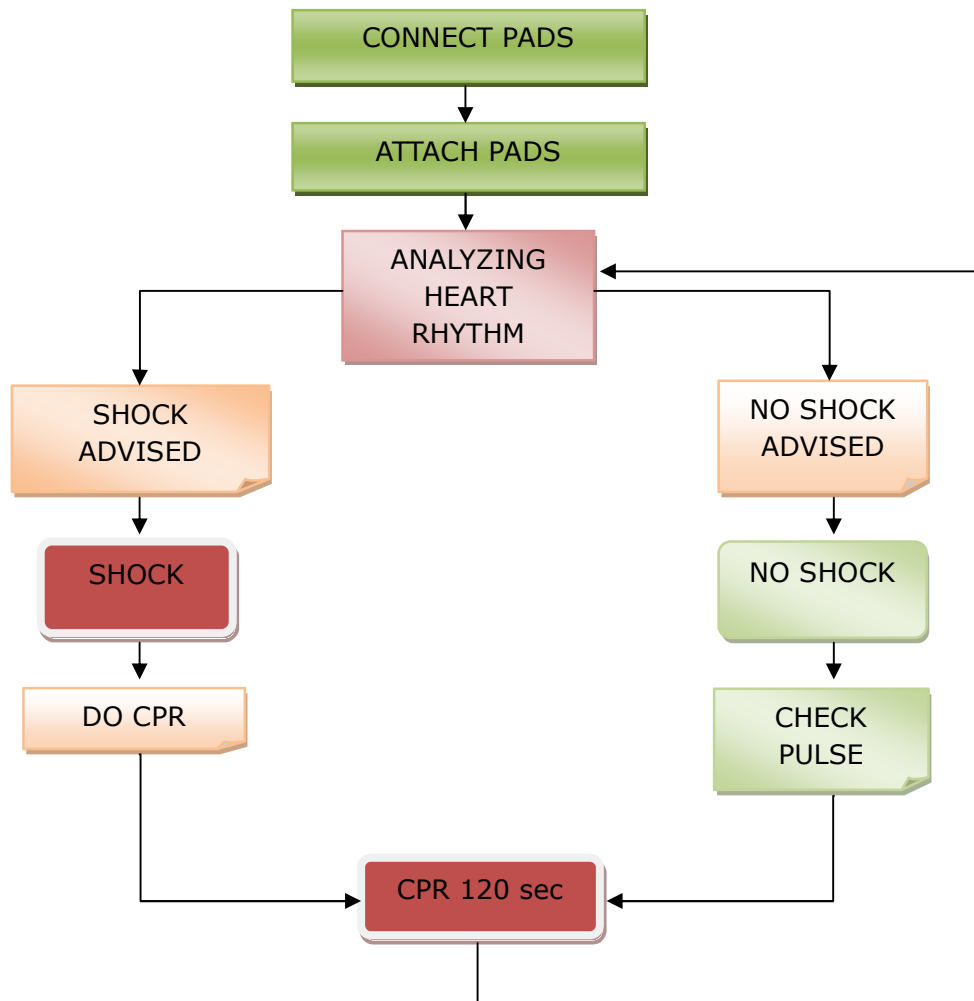 CONNECT PADS
ATTACH PADS
ANALYZING
HEART
RHYTHM
SHOCK
ADVISED
SHOCK
DO CPR
NO SHOCK
ADVISED
NO SHOCK
CHECK
PULSE
CPR 120 sec